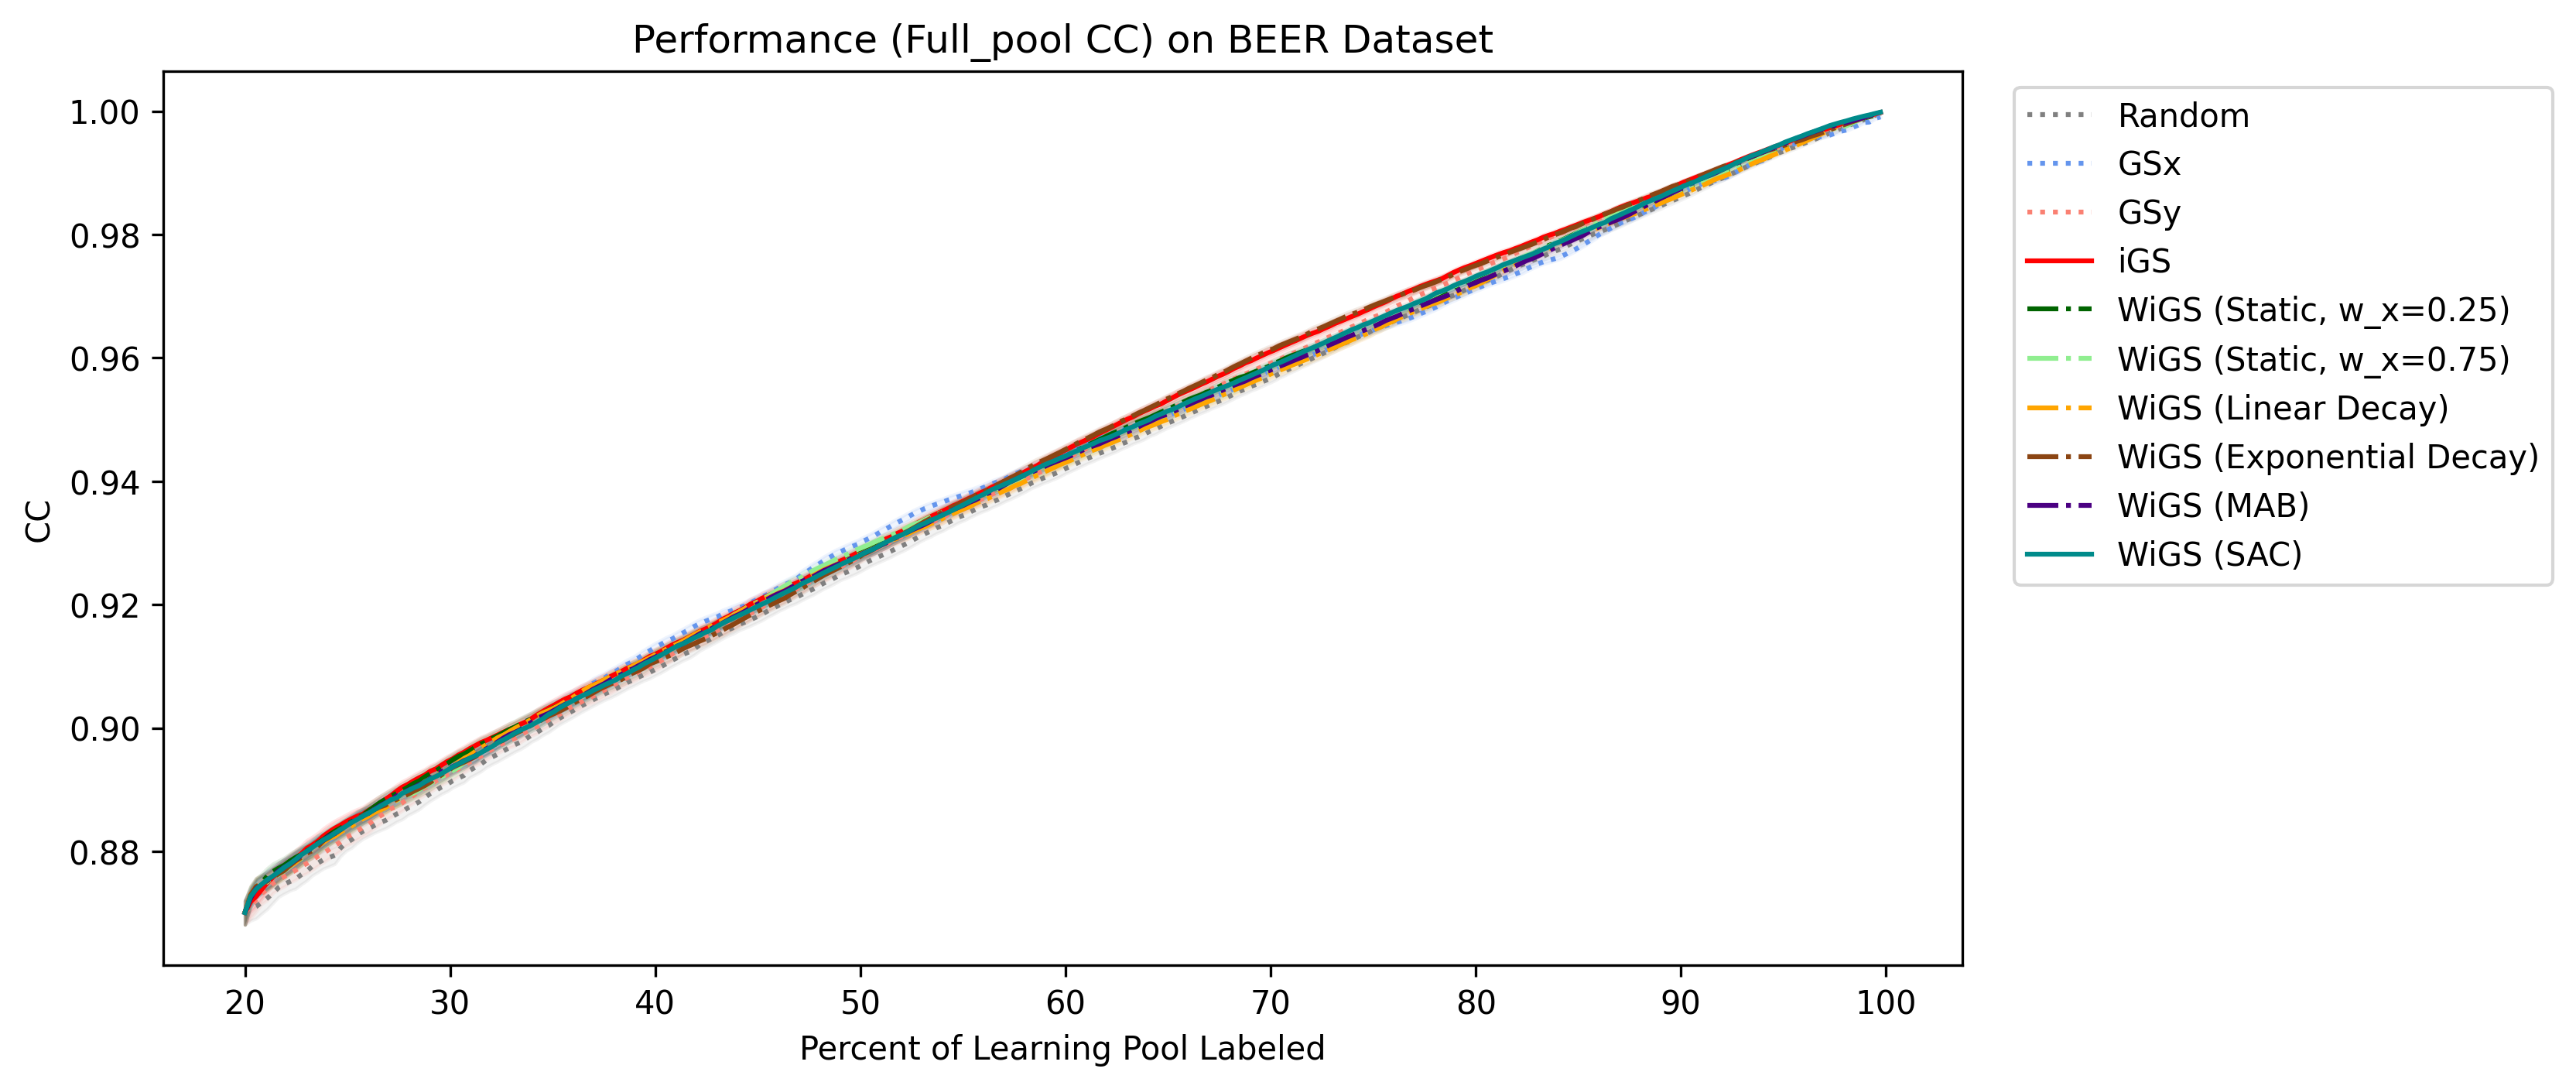 Performance (Full_pool CC) on BEER Dataset
1.00
0.98
0.96
0.94
0.92
0.90
0.88
CC
20 30 40 50 60 70 80 90 100
Percent of Learning Pool Labeled
Random
GSx
GSy
iGS
WiGS (Static, w_x=0.25)
WiGS (Static, w_x=0.75)
WiGS (Linear Decay)
WiGS (Exponential Decay)
WiGS (MAB)
WiGS (SAC)